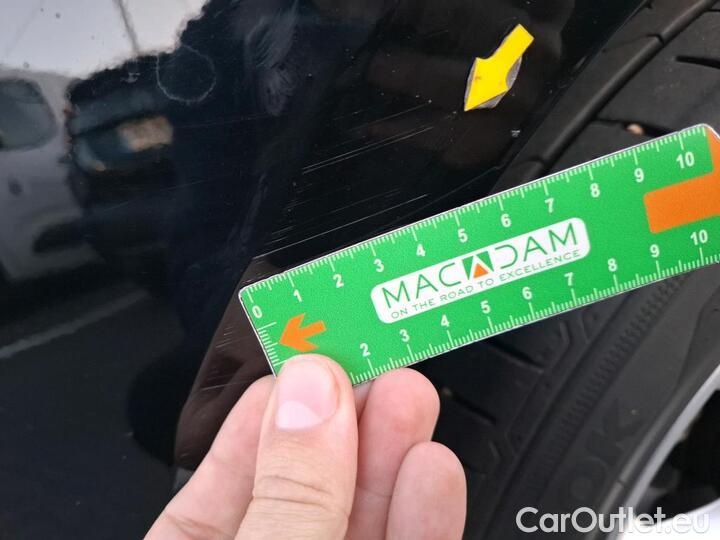 0 1 2 3 4 5 6 7 8 9 10
MACADAM
ON THE ROAD TO EXCELLENCE
2 3 4 5 6 7 8 9 10
OK
CarOutlet.eu